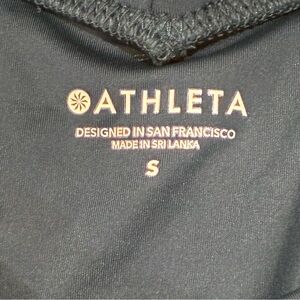 ATHLETA
DESIGNED IN SAN FRANCISCO
MADE IN SRI LANKA
S